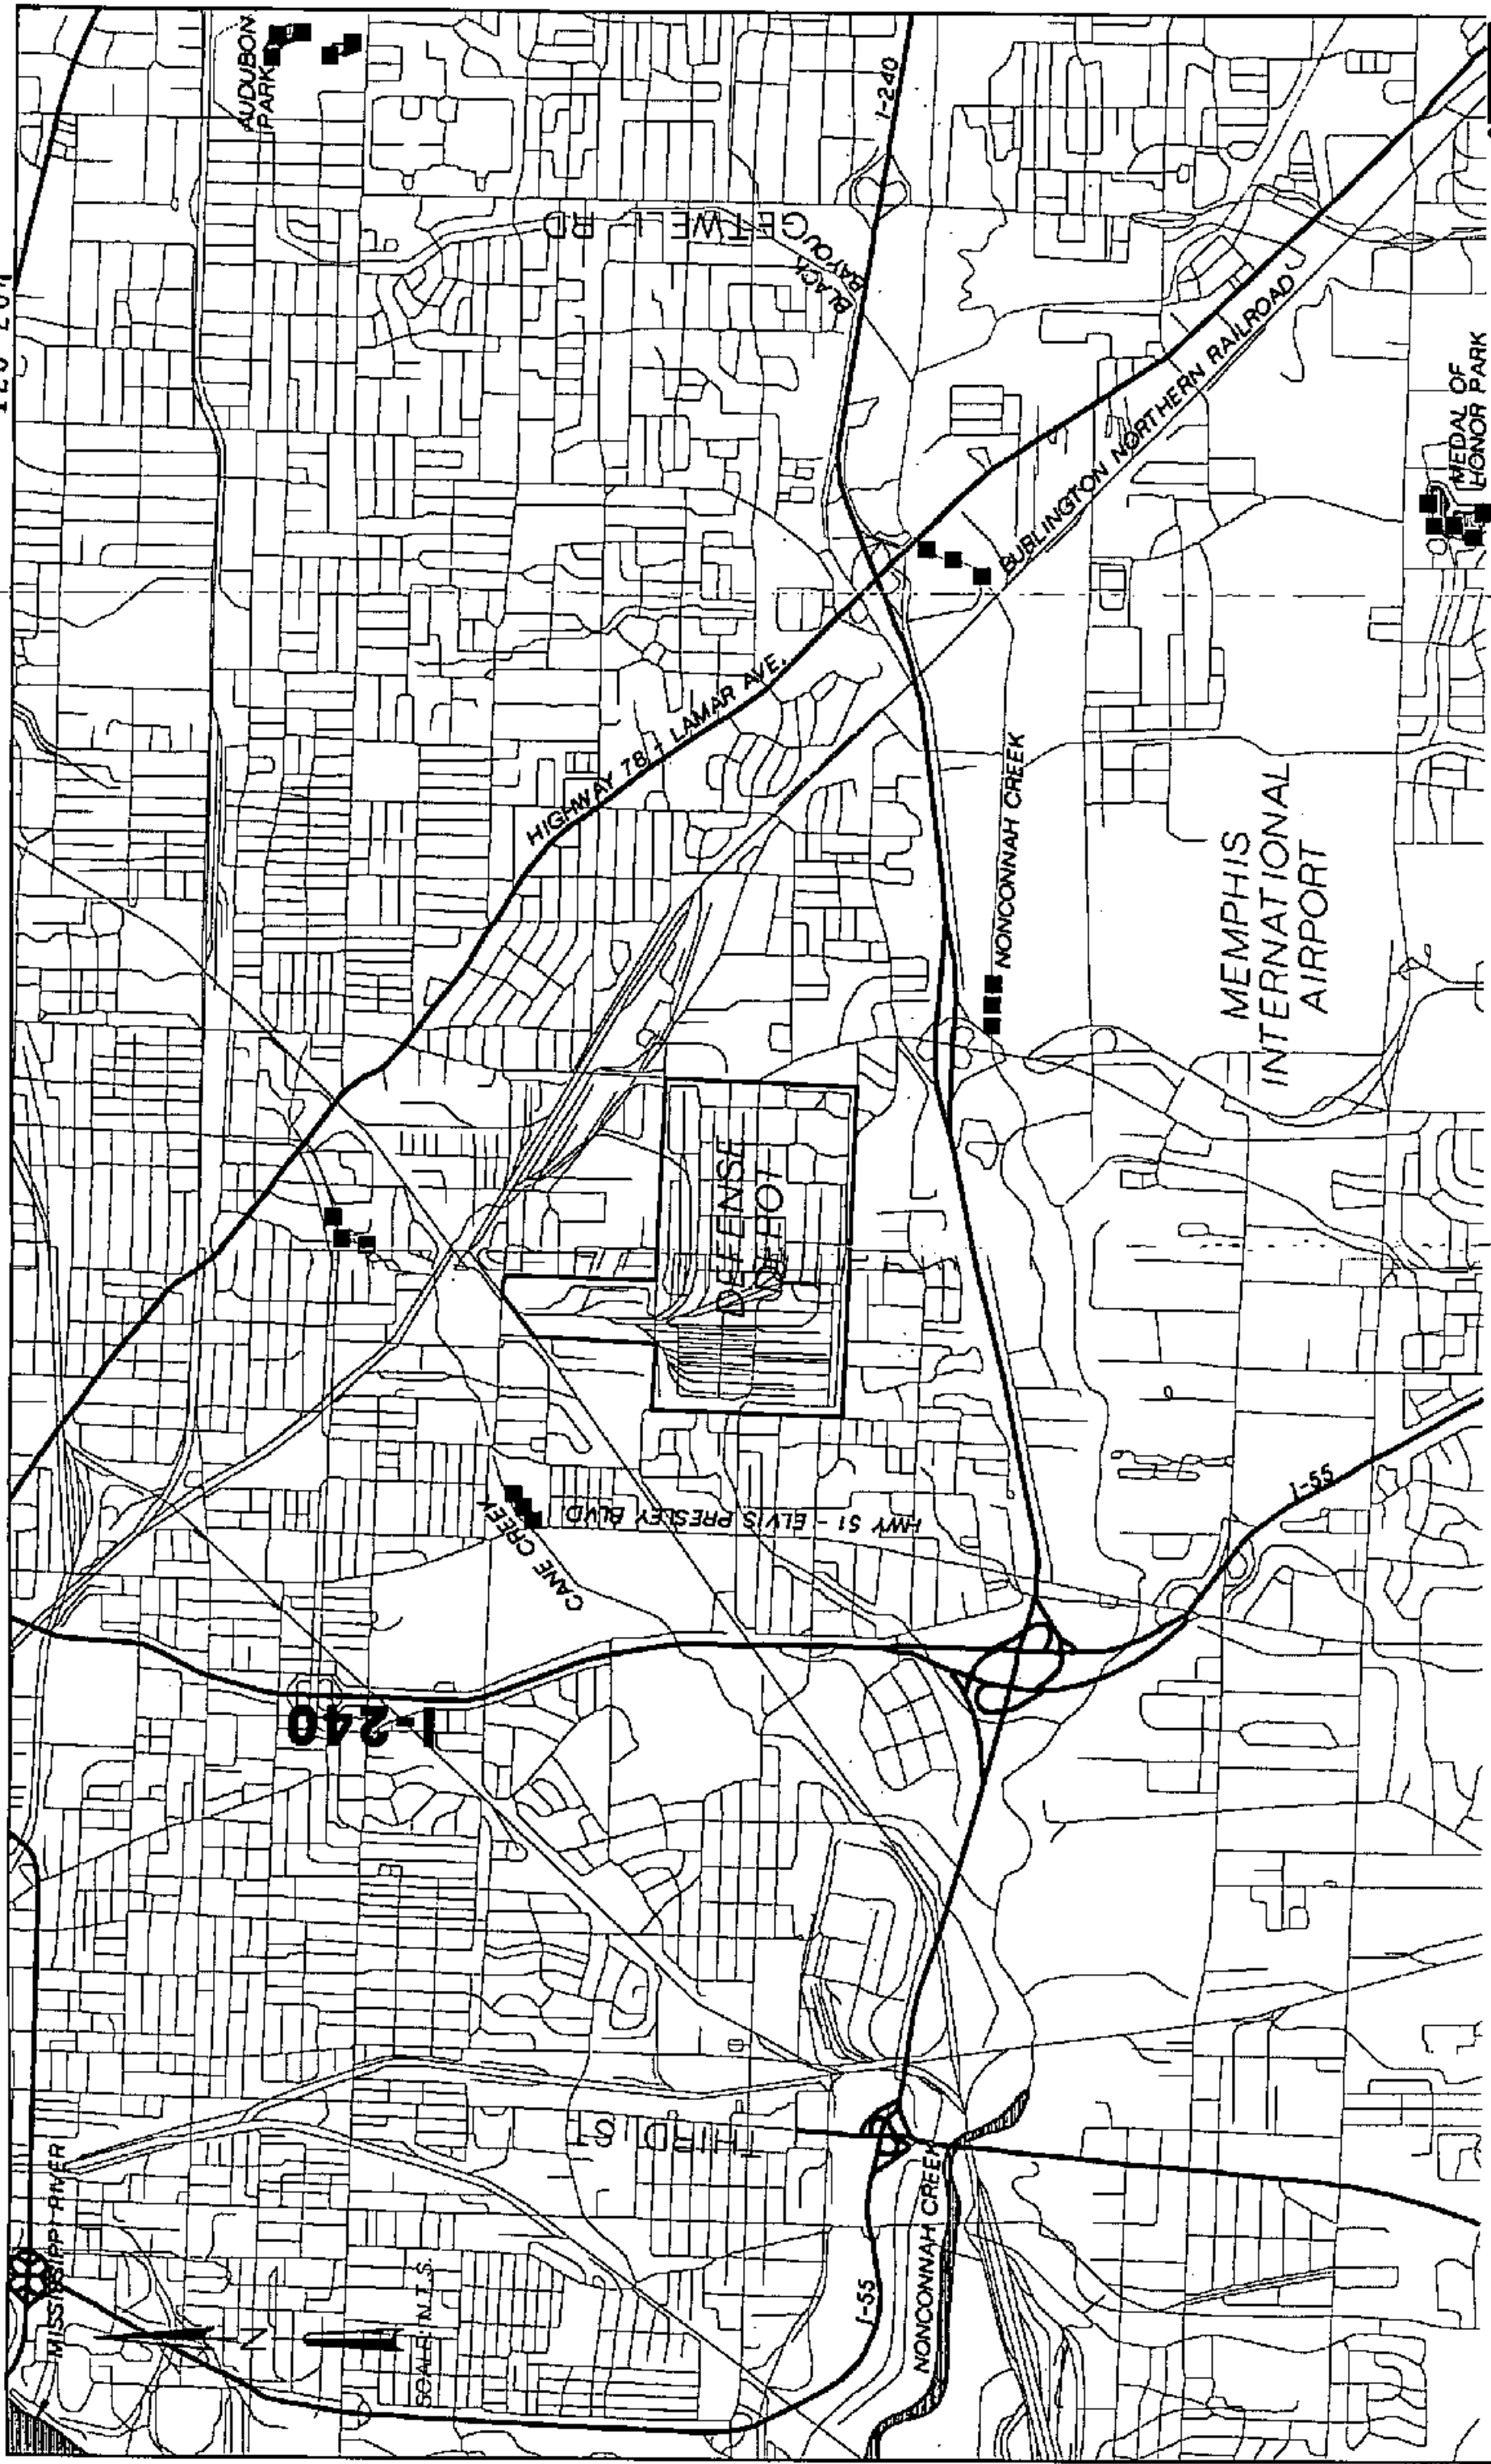 AUDUBON
PARK
I-240
GETWELL RD
BLACK
BAYOU
HIGHWAY 78 - LAMAR AVE.
BURLINGTON NORTHERN RAILROAD
MEDAL OF
HONOR PARK
NONCONNAH CREEK
MEMPHIS
INTERNATIONAL
AIRPORT
DEFENSE
DEPOT
CANE CREEK
HWY 51 - ELVIS PRESLEY BLVD
I-55
I-240
THIRD ST
MISSISSIPPI RIVER
N
SCALE: N.T.S.
I-55
NONCONNAH CREEK